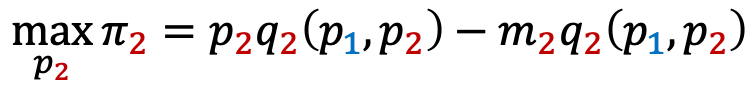 max π₂ = p₂q₂(p₁,p₂) − m₂q₂(p₁,p₂)
p₂